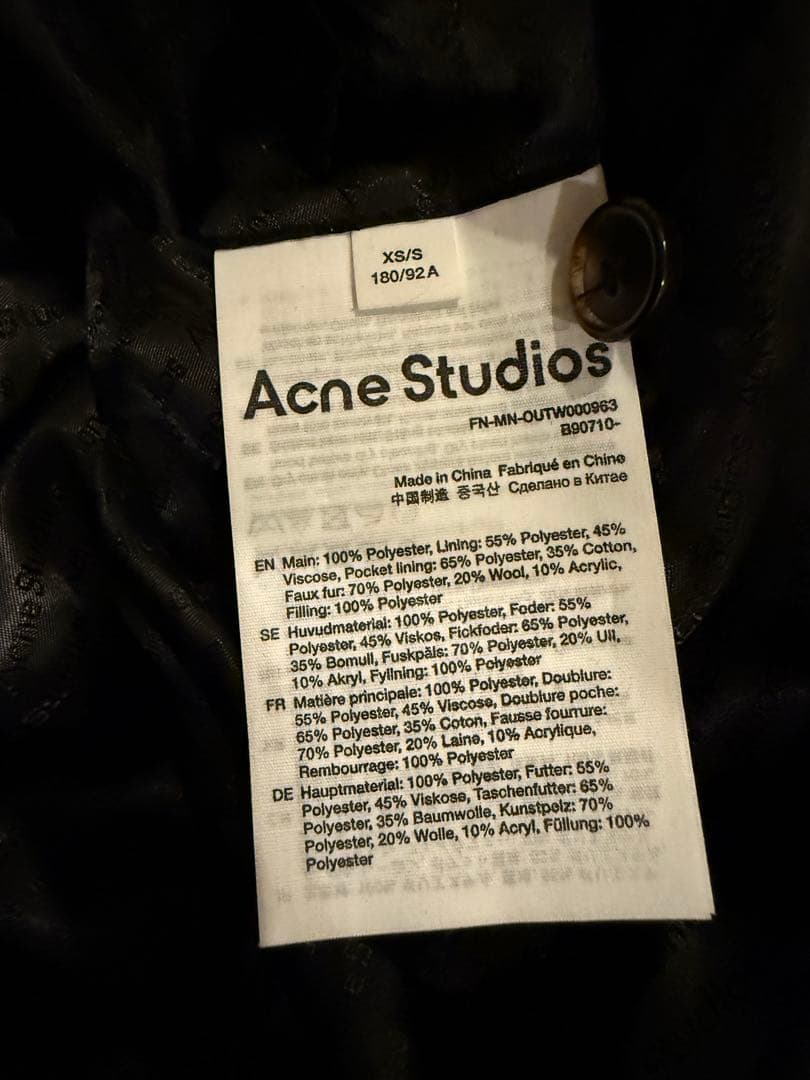 XS/S
180/92 A
Acne Studios
FN-MN-OUTW000963
B90710-
Made in China Fabriqué en Chine
中国制造 중국산 Сделано в Китае
EN Main: 100% Polyester, Lining: 55% Polyester, 45%
Viscose, Pocket lining: 65% Polyester, 35% Cotton,
Faux fur: 70% Polyester, 20% Wool, 10% Acrylic,
Filling: 100% Polyester
SE Huvudmaterial: 100% Polyester, Foder: 55%
Polyester, 45% Viskos, Fickfoder: 65% Polyester,
35% Bomull, Fuskpäls: 70% Polyester, 20% Ull,
10% Akryl, Fyllning: 100% Polyester
FR Matière principale: 100% Polyester, Doublure:
55% Polyester, 45% Viscose, Doublure poche:
65% Polyester, 35% Coton, Fausse fourrure:
70% Polyester, 20% Laine, 10% Acrylique,
Rembourrage: 100% Polyester
DE Hauptmaterial: 100% Polyester, Futter: 55%
Polyester, 45% Viskose, Taschenfutter: 65%
Polyester, 35% Baumwolle, Kunstpelz: 70%
Polyester, 20% Wolle, 10% Acryl, Füllung: 100%
Polyester